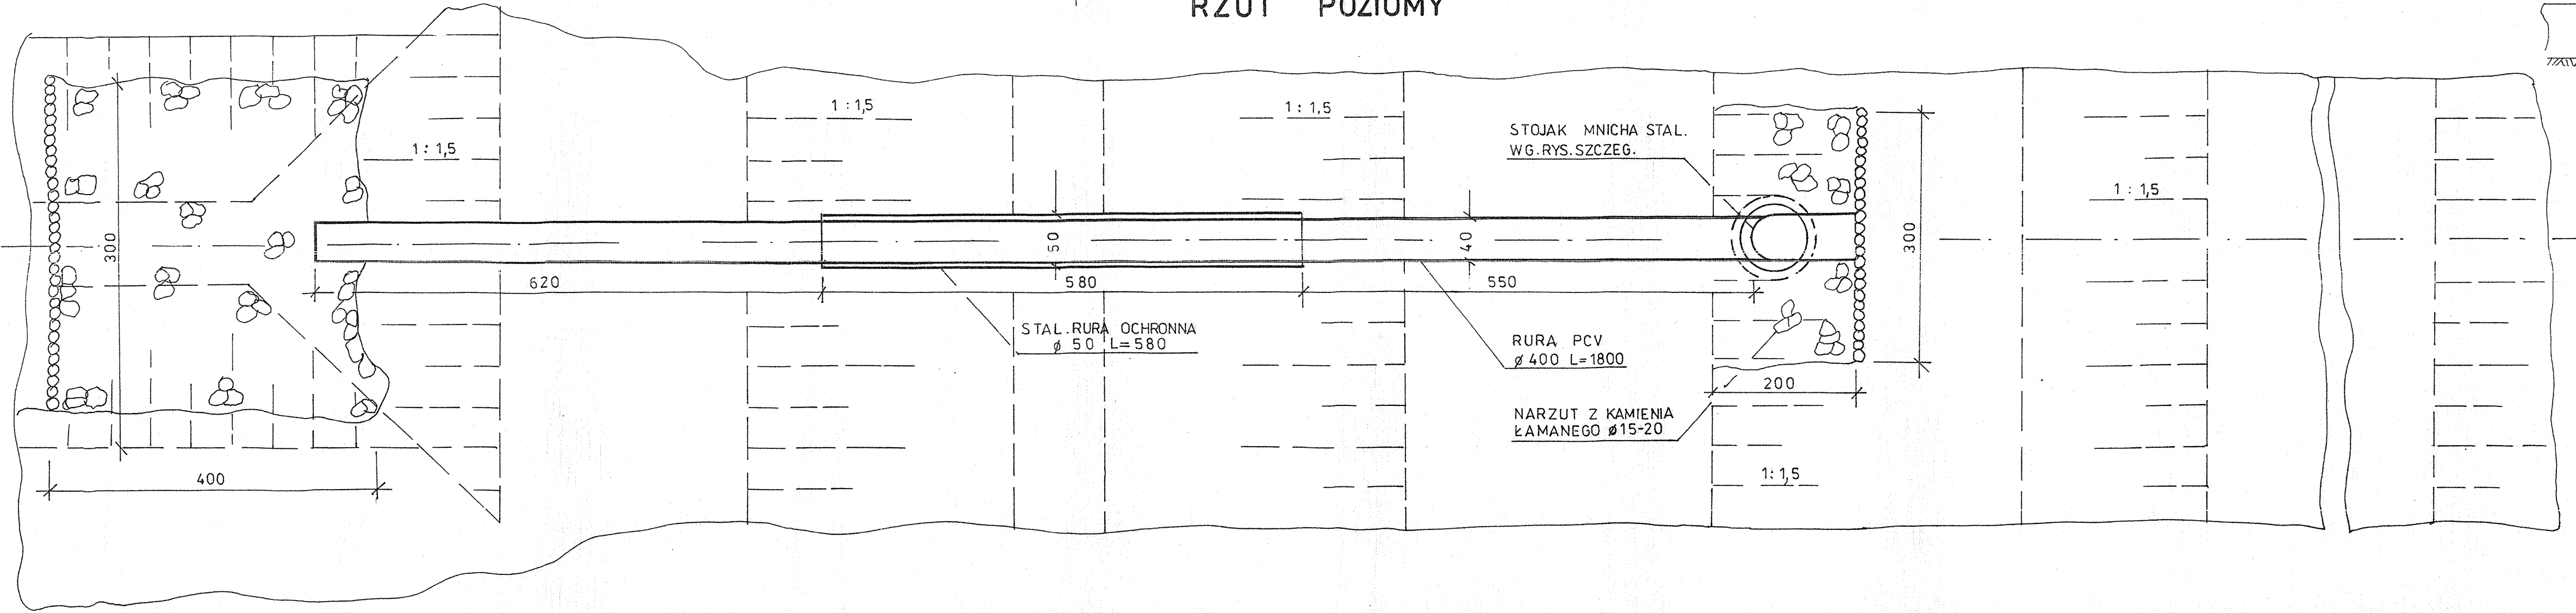 RZUT POZIOMY
1:1,5
1:1,5
1:1,5
STOJAK MNICHA STAL.
WG.RYS.SZCZEG.
1:1,5
300
50
40
300
620
580
550
STAL.RURA OCHRONNA
ø 50 L=580
RURA PCV
ø 400 L=1800
200
NARZUT Z KAMIENIA
ŁAMANEGO ø15-20
400
1:1,5